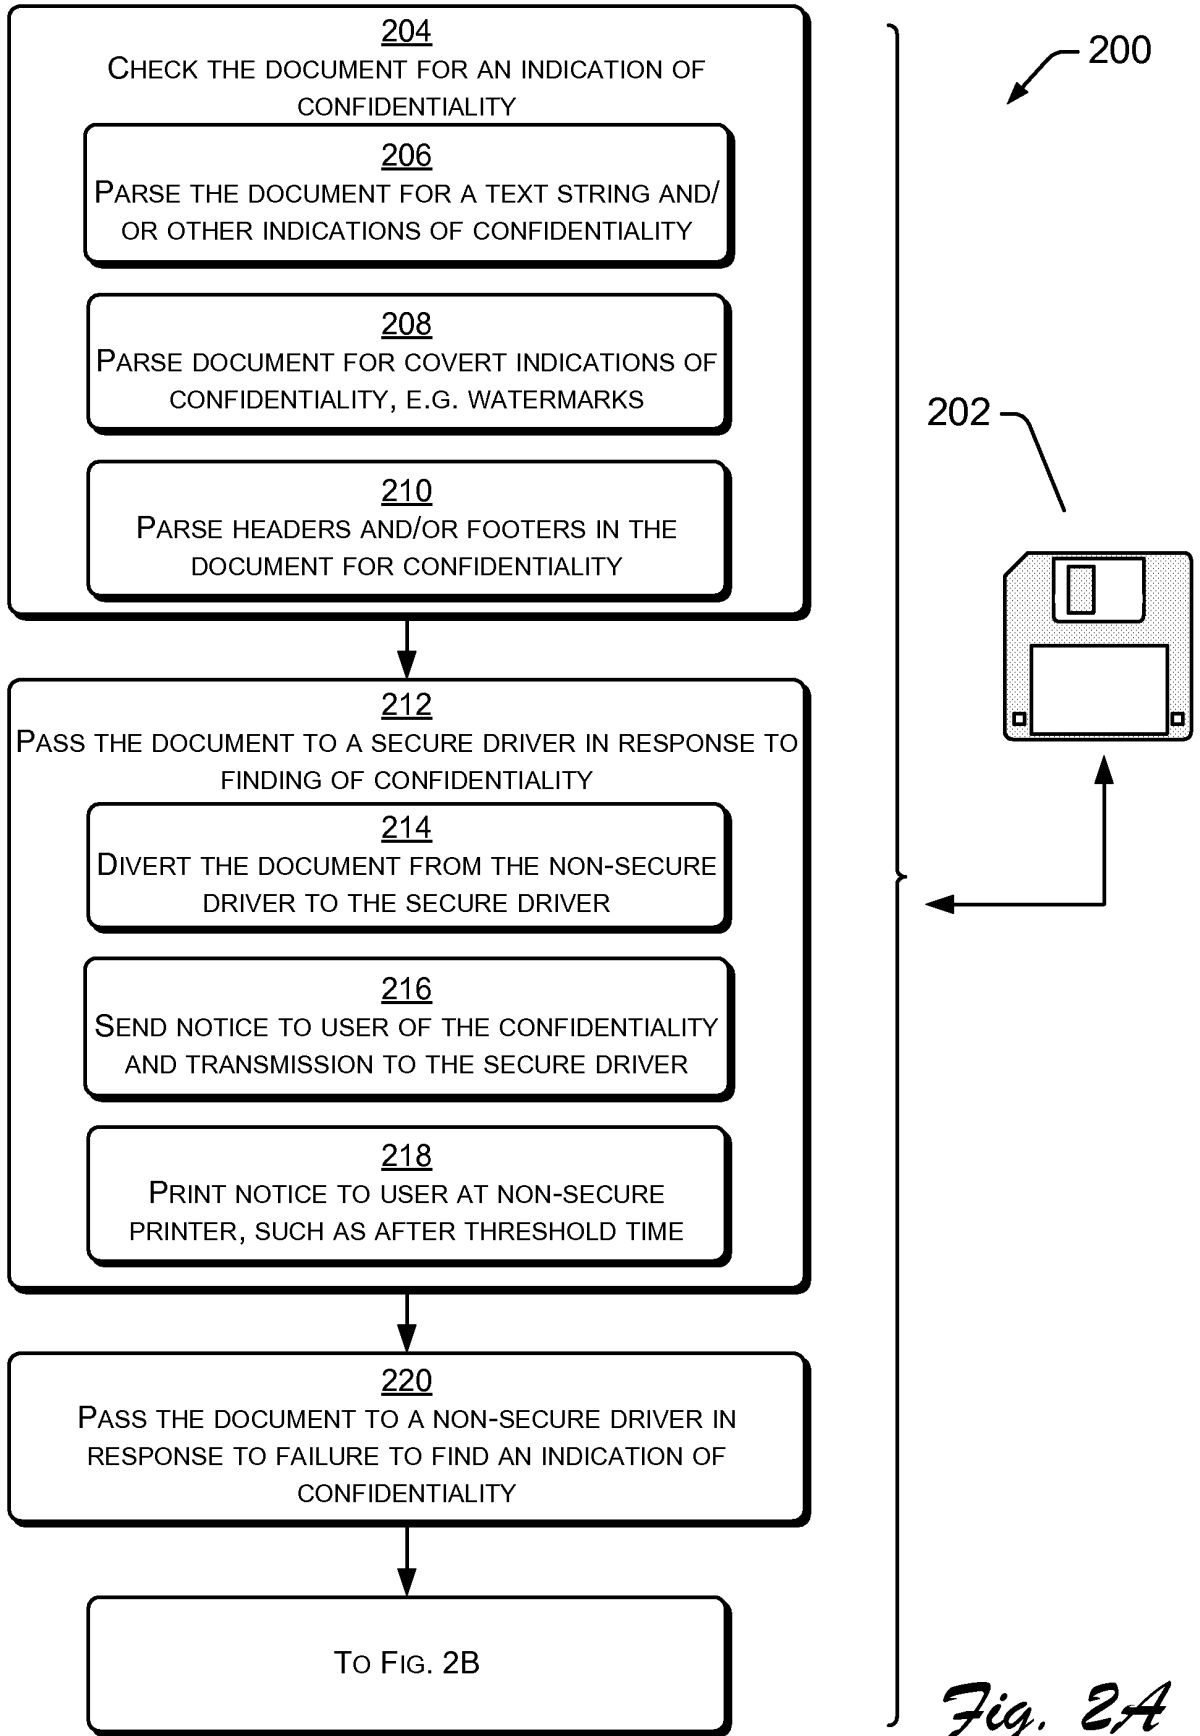 204
CHECK THE DOCUMENT FOR AN INDICATION OF
CONFIDENTIALITY
206
PARSE THE DOCUMENT FOR A TEXT STRING AND/
OR OTHER INDICATIONS OF CONFIDENTIALITY
208
PARSE DOCUMENT FOR COVERT INDICATIONS OF
CONFIDENTIALITY, E.G. WATERMARKS
210
PARSE HEADERS AND/OR FOOTERS IN THE
DOCUMENT FOR CONFIDENTIALITY
212
PASS THE DOCUMENT TO A SECURE DRIVER IN RESPONSE TO
FINDING OF CONFIDENTIALITY
214
DIVERT THE DOCUMENT FROM THE NON-SECURE
DRIVER TO THE SECURE DRIVER
216
SEND NOTICE TO USER OF THE CONFIDENTIALITY
AND TRANSMISSION TO THE SECURE DRIVER
218
PRINT NOTICE TO USER AT NON-SECURE
PRINTER, SUCH AS AFTER THRESHOLD TIME
220
PASS THE DOCUMENT TO A NON-SECURE DRIVER IN
RESPONSE TO FAILURE TO FIND AN INDICATION OF
CONFIDENTIALITY
TO FIG. 2B
200
202
Fig. 2A